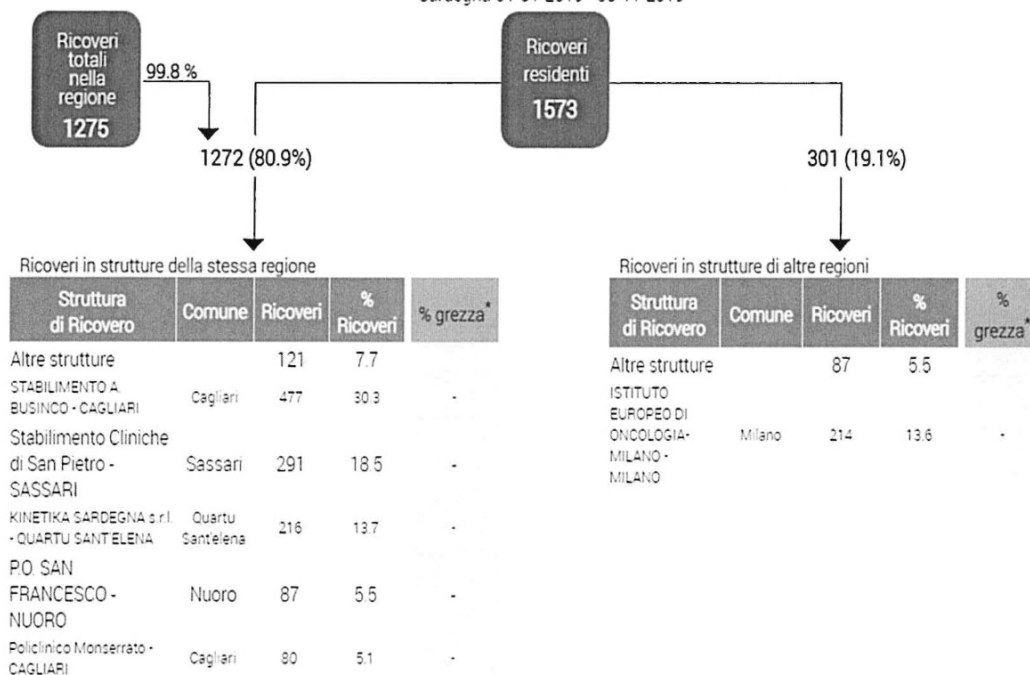 Ricoveri
totali
nella
regione
1275
99.8 %
Ricoveri
residenti
1573
1272 (80.9%)
301 (19.1%)
Ricoveri in strutture della stessa regione
Struttura di Ricovero Comune Ricoveri % Ricoveri % grezza*
Altre strutture 121 7.7
STABILIMENTO A.
BUSINCO - CAGLIARI Cagliari 477 30.3 -
Stabilimento Cliniche
di San Pietro - Sassari 291 18.5 -
SASSARI
KINETIKA SARDEGNA s.r.l. Quartu
- QUARTU SANT'ELENA Sant'elena 216 13.7 -
P.O. SAN
FRANCESCO - Nuoro 87 5.5 -
NUORO
Policlinico Monserrato -
CAGLIARI Cagliari 80 5.1 -
Ricoveri in strutture di altre regioni
Struttura di Ricovero Comune Ricoveri % Ricoveri % grezza*
Altre strutture 87 5.5
ISTITUTO
EUROPEO DI
ONCOLOGIA- Milano 214 13.6 -
MILANO -
MILANO